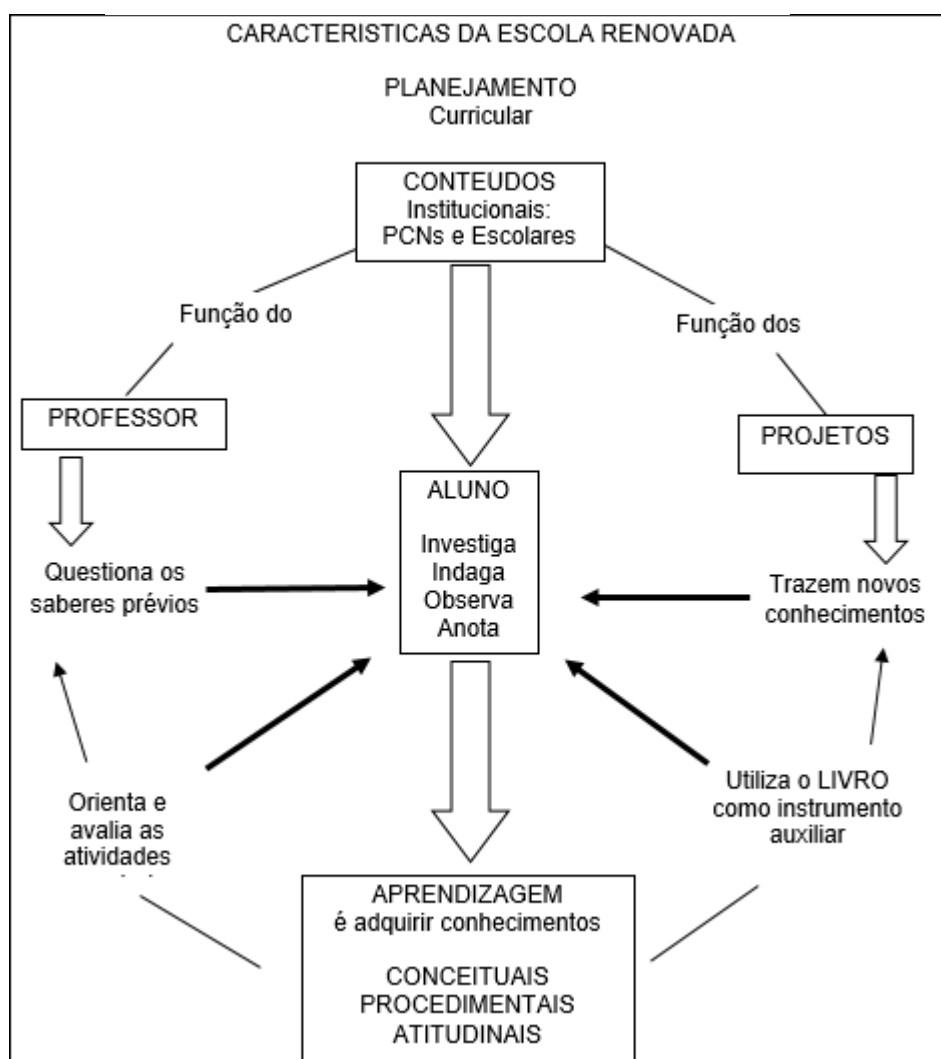 CARACTERISTICAS DA ESCOLA RENOVADA
PLANEJAMENTO
Curricular
CONTEUDOS
Institucionais:
PCNs e Escolares
Função do
Função dos
PROFESSOR
PROJETOS
ALUNO
Investiga
Indaga
Observa
Anota
Questiona os
saberes prévios
Trazem novos
conhecimentos
Orienta e
avalia as
atividades
Utiliza o LIVRO
como instrumento
auxiliar
APRENDIZAGEM
é adquirir conhecimentos
CONCEITUAIS
PROCEDIMENTAIS
ATITUDINAIS